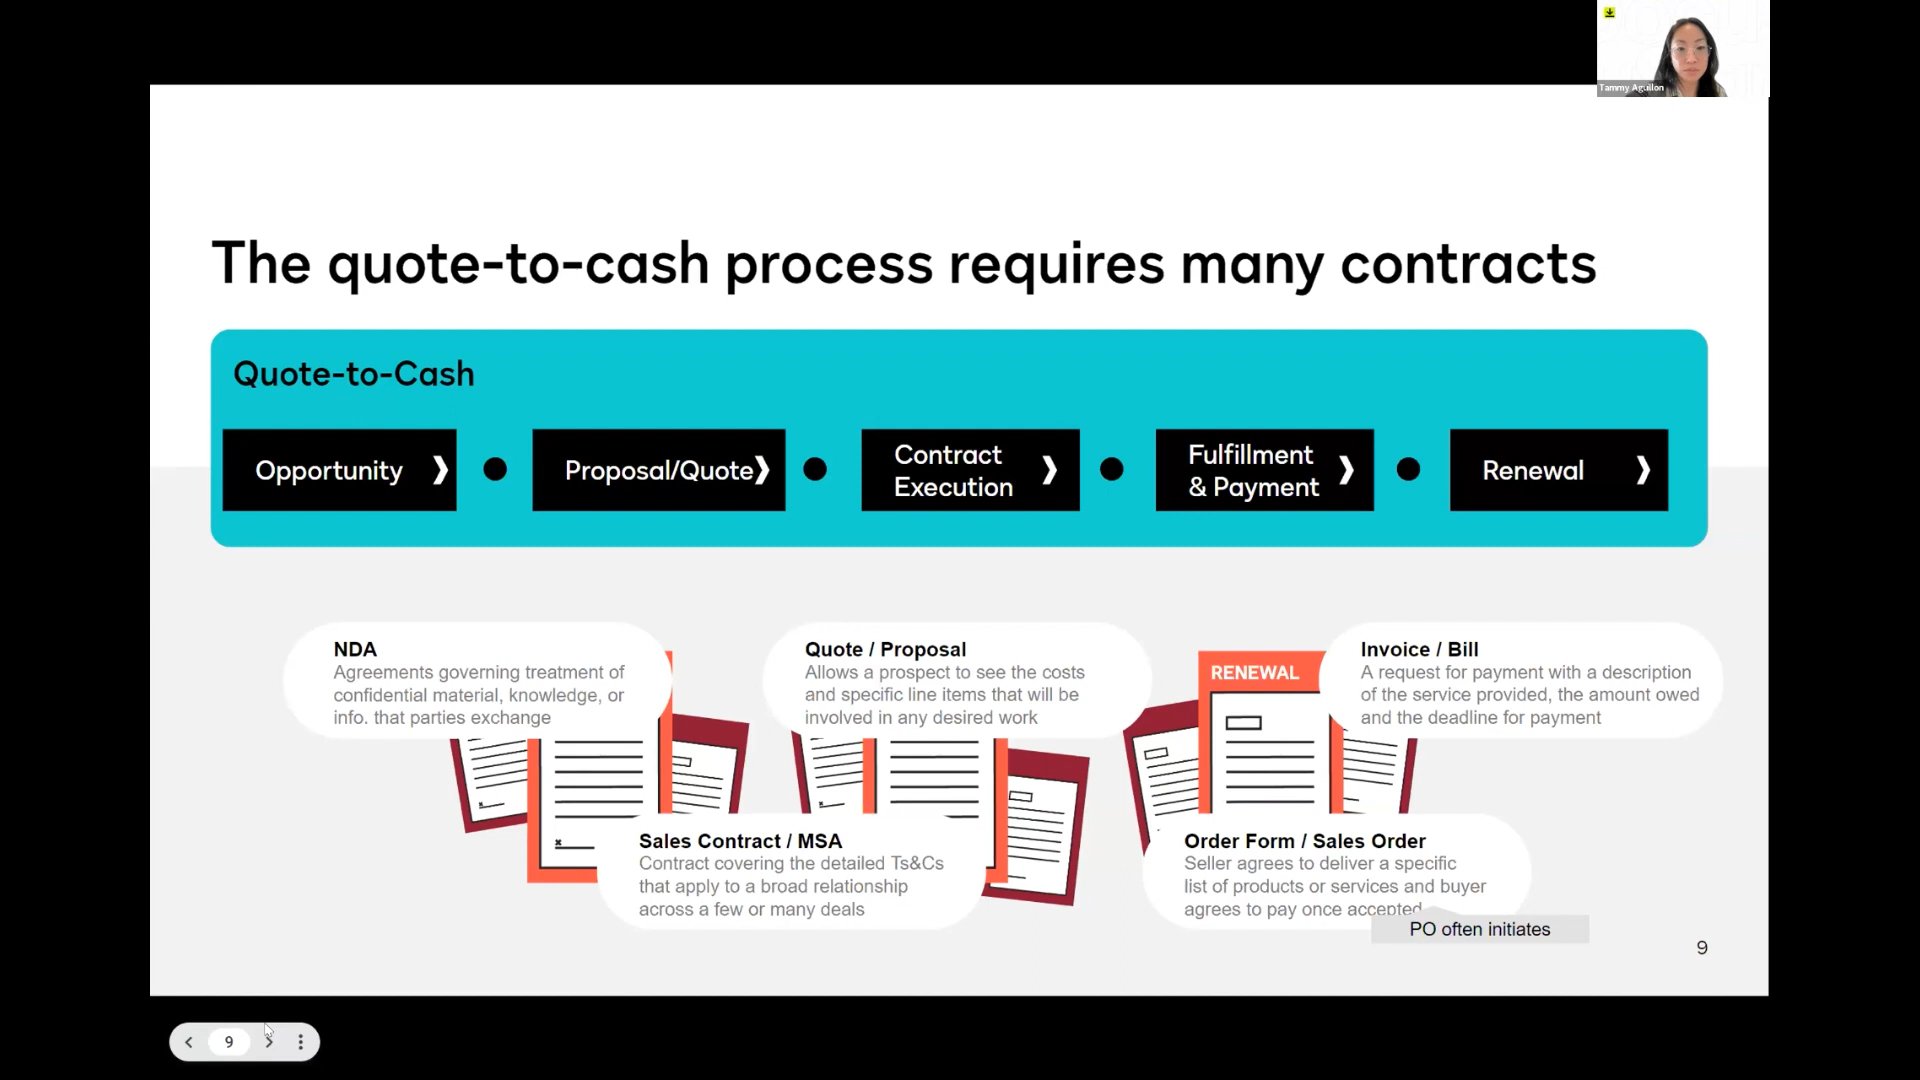 Tammy Aguilon
The quote-to-cash process requires many contracts
Quote-to-Cash
Opportunity
Proposal/Quote
Contract
Execution
Fulfillment
& Payment
Renewal
NDA
Agreements governing treatment of
confidential material, knowledge, or
info. that parties exchange
Quote / Proposal
Allows a prospect to see the costs
and specific line items that will be
involved in any desired work
RENEWAL
Invoice / Bill
A request for payment with a description
of the service provided, the amount owed
and the deadline for payment
Sales Contract / MSA
Contract covering the detailed Ts&Cs
that apply to a broad relationship
across a few or many deals
Order Form / Sales Order
Seller agrees to deliver a specific
list of products or services and buyer
agrees to pay once accepted
PO often initiates
9
9